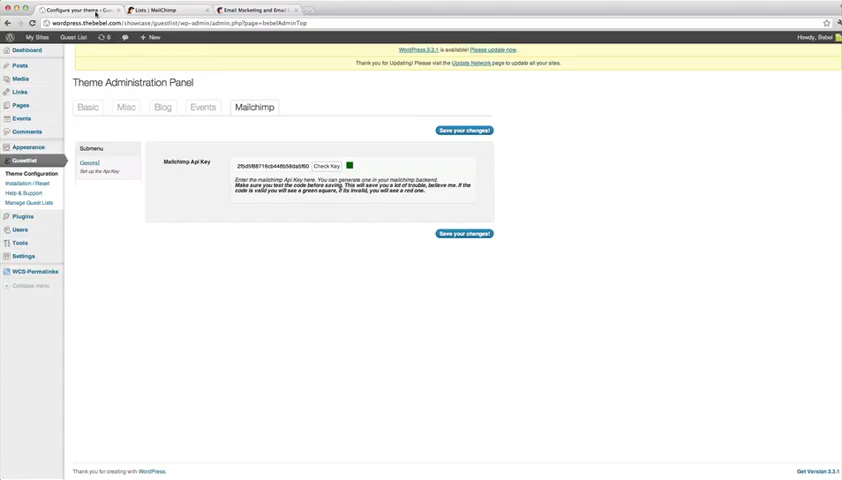 Configure your theme ‹ Gue
Lists | MailChimp
Email Marketing and Email L
wordpress.thebebel.com/showcase/guestlist/wp-admin/admin.php?page=bebelAdminTop
My Sites
Guest List
6
+ New
Howdy, Bebel
Dashboard
Posts
Media
Links
Pages
Events
Comments
Appearance
Guestlist
Theme Configuration
Installation / Reset
Help & Support
Manage Guest Lists
Plugins
Users
Tools
Settings
WCS-Permalinks
Collapse menu
WordPress 3.3.1 is available! Please update now.
Thank you for Updating! Please visit the Update Network page to update all your sites.
Theme Administration Panel
Basic
Misc
Blog
Events
Mailchimp
Save your changes!
Submenu
General
Set up the Api Key
Mailchimp Api Key
2f5d5f88716cb448b58da5f60
Check Key
Enter the mailchimp Api Key here. You can generate one in your mailchimp backend.
Make sure you test the code before saving. This will save you a lot of trouble, believe me. If the
code is valid you will see a green square, if its invalid, you will see a red one.
Save your changes!
Thank you for creating with WordPress.
Get Version 3.3.1